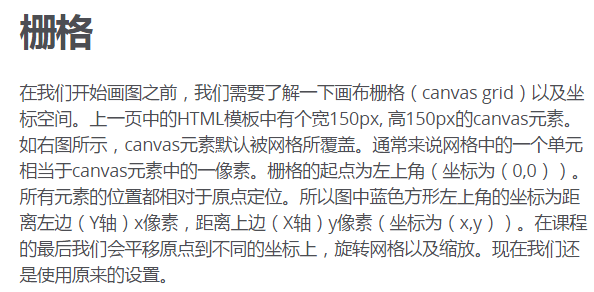 栅格
在我们开始画图之前，我们需要了解一下画布栅格（canvas grid）以及坐
标空间。上一页中的HTML模板中有个宽150px, 高150px的canvas元素。
如右图所示，canvas元素默认被网格所覆盖。通常来说网格中的一个单元
相当于canvas元素中的一像素。栅格的起点为左上角（坐标为（0,0））。
所有元素的位置都相对于原点定位。所以图中蓝色方形左上角的坐标为距
离左边（Y轴）x像素，距离上边（X轴）y像素（坐标为（x,y））。在课程
的最后我们会平移原点到不同的坐标上，旋转网格以及缩放。现在我们还
是使用原来的设置。